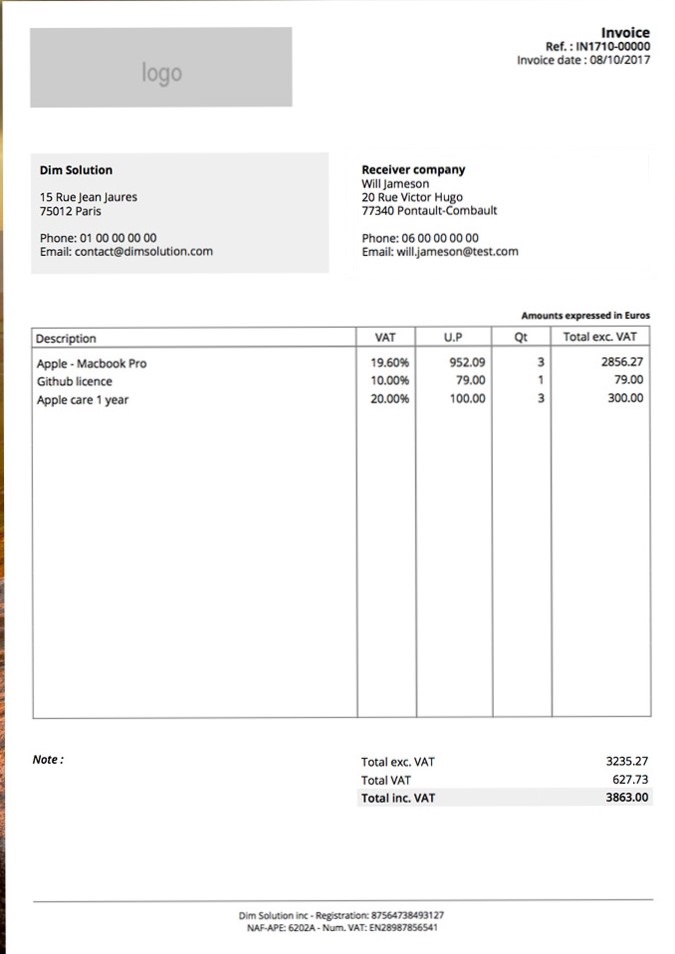 logo
Invoice
Ref. : IN1710-00000
Invoice date : 08/10/2017
Dim Solution
15 Rue Jean Jaures
75012 Paris
Phone: 01 00 00 00 00
Email: contact@dimsolution.com
Receiver company
Will Jameson
20 Rue Victor Hugo
77340 Pontault-Combault
Phone: 06 00 00 00 00
Email: will.jameson@test.com
Amounts expressed in Euros
Description VAT U.P Qt Total exc. VAT
Apple - Macbook Pro 19.60% 952.09 3 2856.27
Github licence 10.00% 79.00 1 79.00
Apple care 1 year 20.00% 100.00 3 300.00
Note :
Total exc. VAT 3235.27
Total VAT 627.73
Total inc. VAT 3863.00
Dim Solution inc - Registration: 87564738493127
NAF-APE: 6202A - Num. VAT: EN28987856541